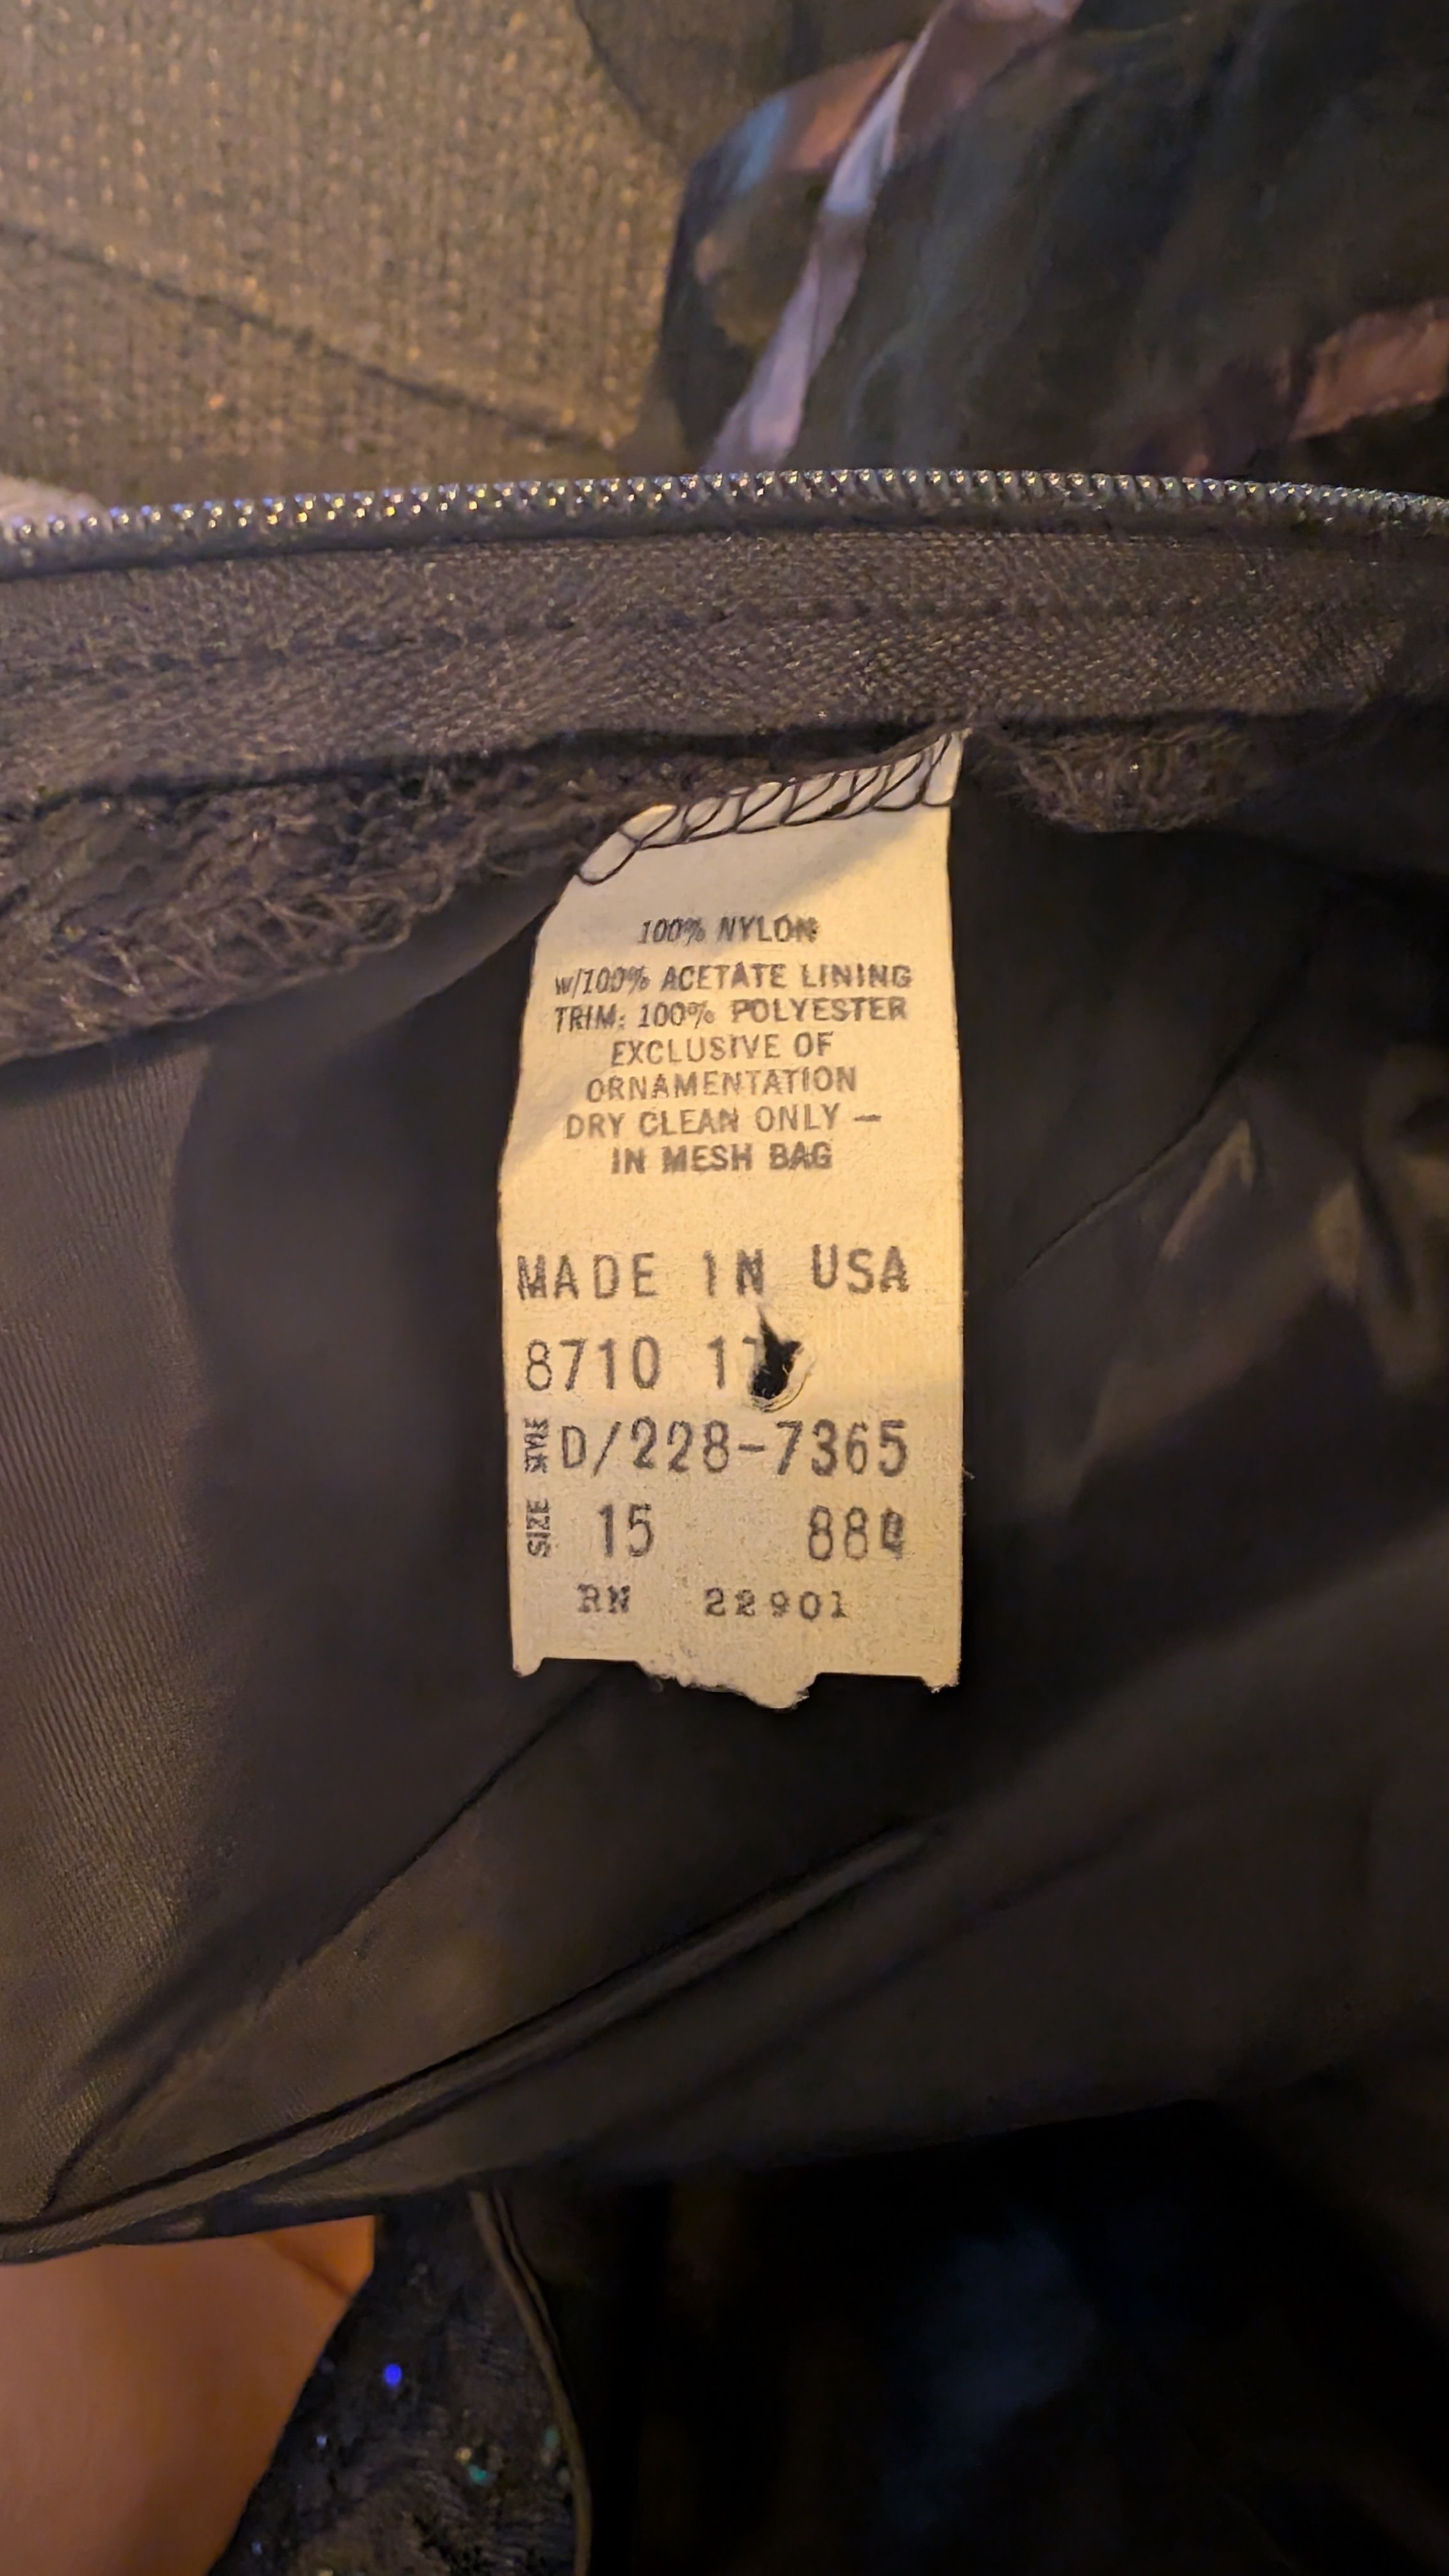 100% NYLON
w/100% ACETATE LINING
TRIM: 100% POLYESTER
EXCLUSIVE OF
ORNAMENTATION
DRY CLEAN ONLY —
IN MESH BAG
MADE IN USA
8710
STYLE D/228-7365
SIZE 15
RN 22901